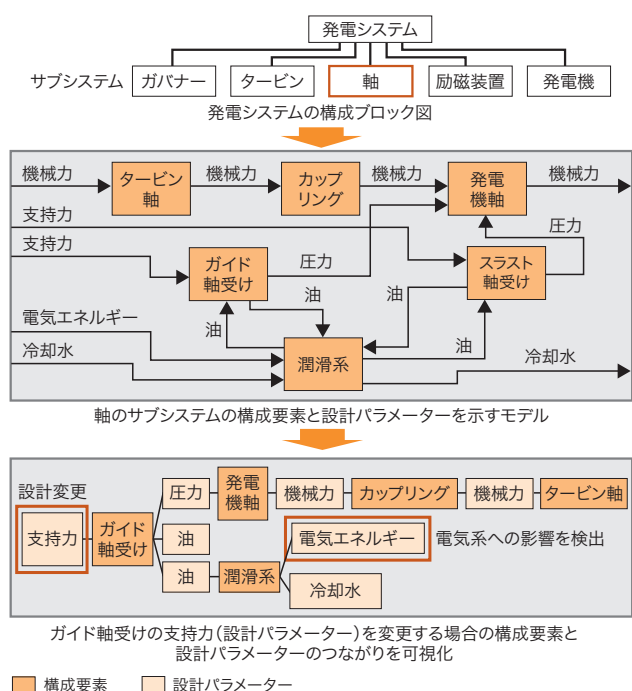 発電システム
サブシステム ガバナー タービン 軸 励磁装置 発電機
発電システムの構成ブロック図
機械力 タービン軸 機械力 カップリング 機械力 発電機軸 機械力
支持力 圧力
支持力 ガイド軸受け 圧力 スラスト軸受け
油 油
電気エネルギー 油 油
冷却水 潤滑系 冷却水
軸のサブシステムの構成要素と設計パラメーターを示すモデル
設計変更 圧力 発電機軸 機械力 カップリング 機械力 タービン軸
支持力 ガイド軸受け 油 電気エネルギー 電気系への影響を検出
油 潤滑系 冷却水
ガイド軸受けの支持力(設計パラメーター)を変更する場合の構成要素と
設計パラメーターのつながりを可視化
構成要素 設計パラメーター